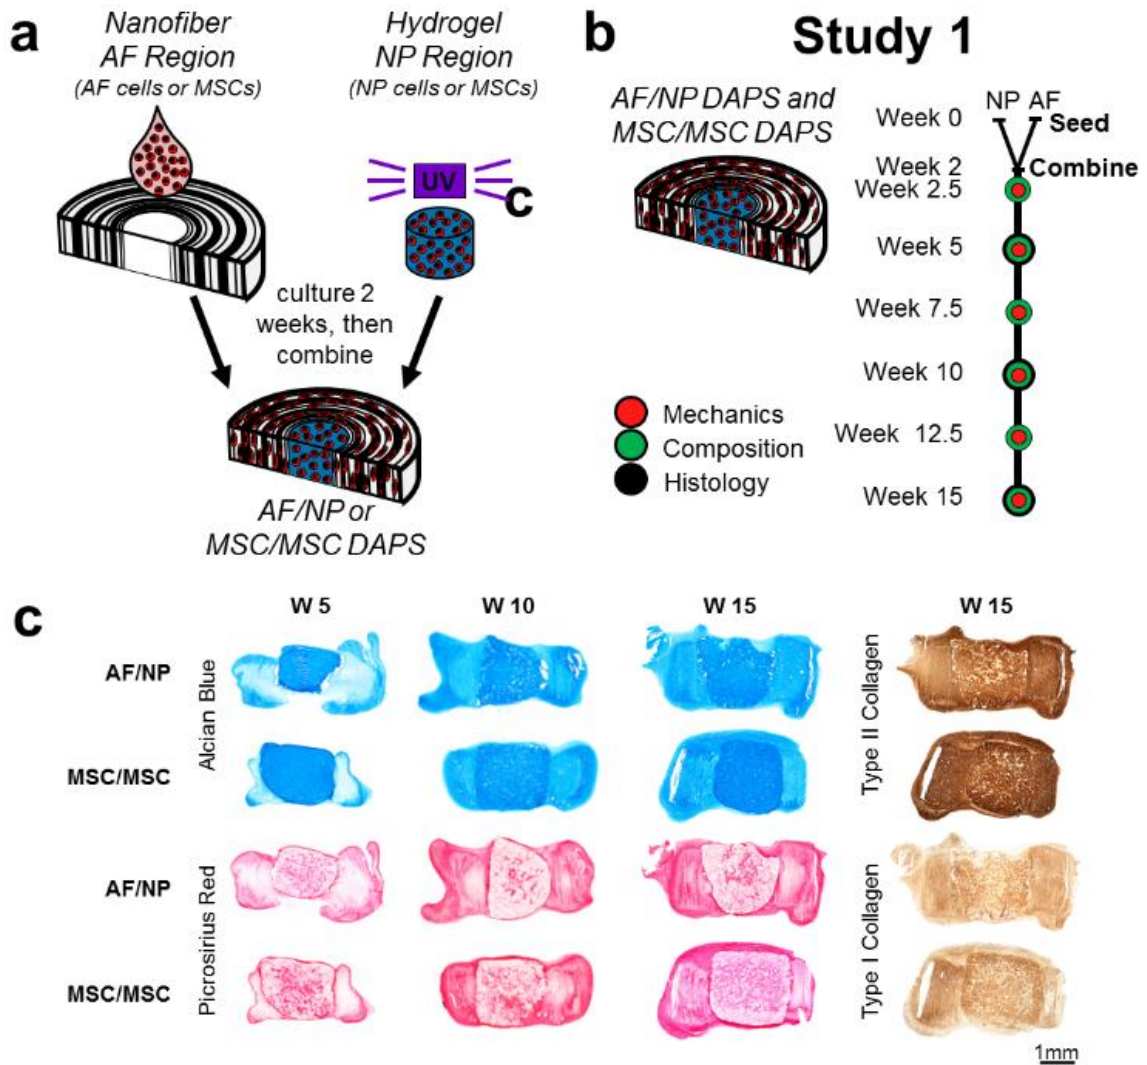 a
Nanofiber
AF Region
(AF cells or MSCs)
Hydrogel
NP Region
(NP cells or MSCs)
UV
c
culture 2
weeks, then
combine
AF/NP or
MSC/MSC DAPS
b
Study 1
AF/NP DAPS and
MSC/MSC DAPS
NP AF
Week 0
Seed
Week 2
Combine
Week 2.5
Week 5
Week 7.5
Week 10
Week 12.5
Week 15
Mechanics
Composition
Histology
c
W 5
W 10
W 15
W 15
AF/NP
MSC/MSC
Alcian Blue
Type II Collagen
AF/NP
MSC/MSC
Picrosirius Red
Type I Collagen
1mm